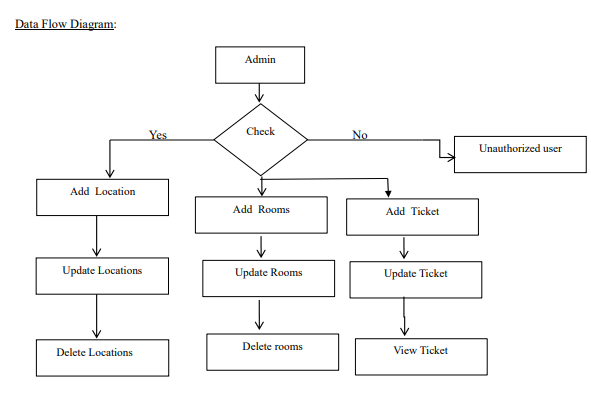 Data Flow Diagram:
Admin
Check
Yes
No
Unauthorized user
Add Location
Add Rooms
Add Ticket
Update Locations
Update Rooms
Update Ticket
Delete Locations
Delete rooms
View Ticket